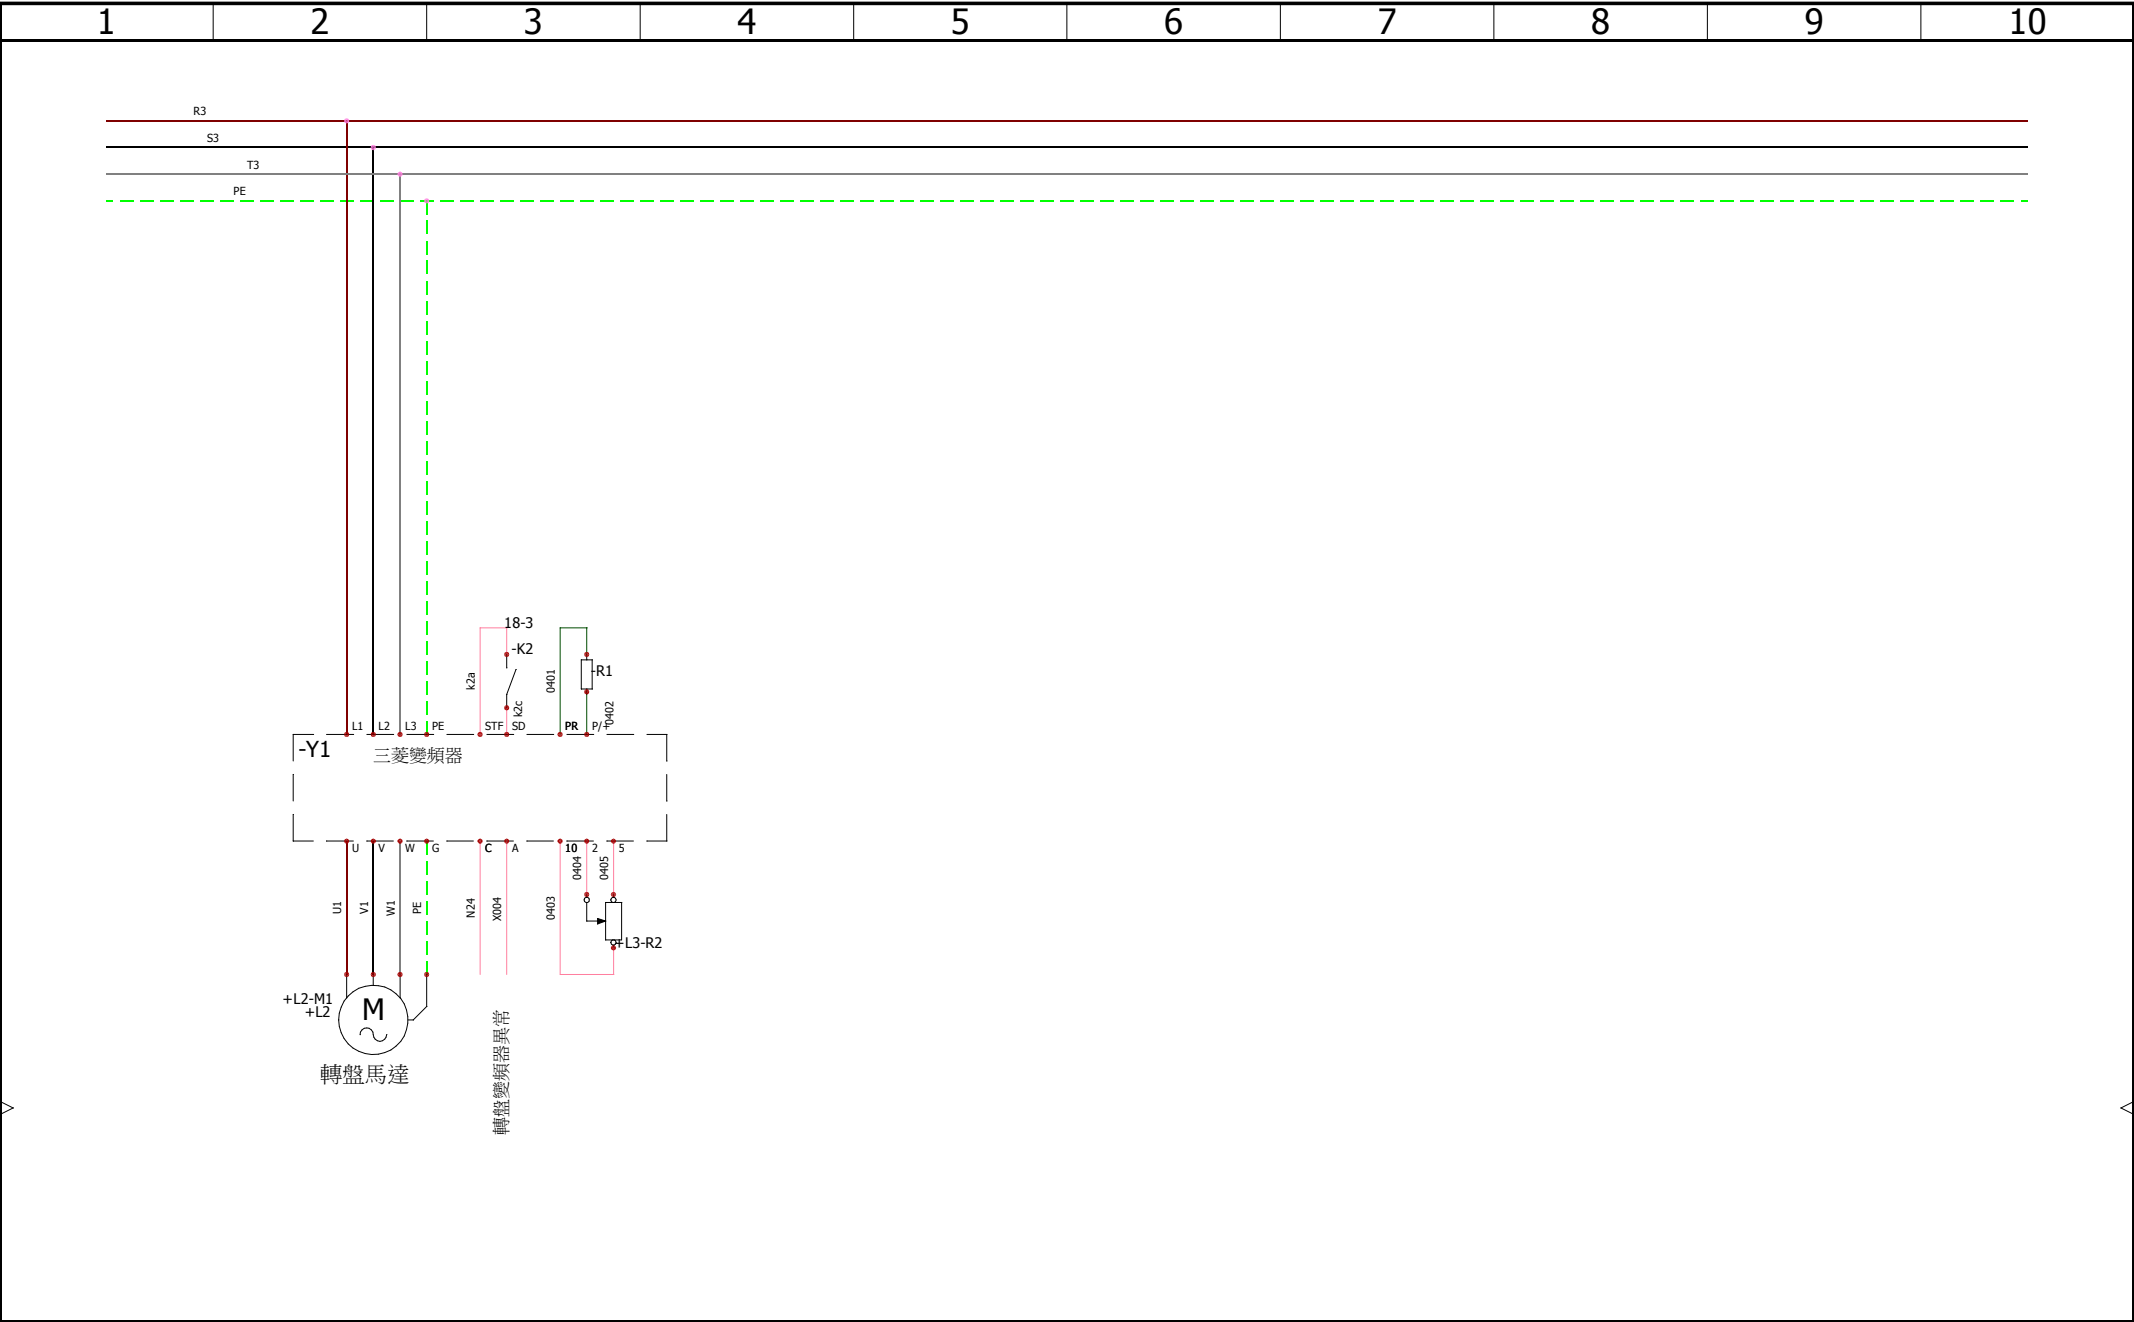 1 2 3 4 5 6 7 8 9 10
R3
S3
T3
PE
18-3
-K2
k2a
k2c
0401
-R1
0402
L1 L2 L3 PE STF SD PR P/+
-Y1
三菱變頻器
U V W G C A 10 2 5
0404
0405
U1
V1
W1
PE
N24
X004
0403
+L3-R2
+L2-M1
+L2
M
轉盤馬達
轉盤變頻器異常